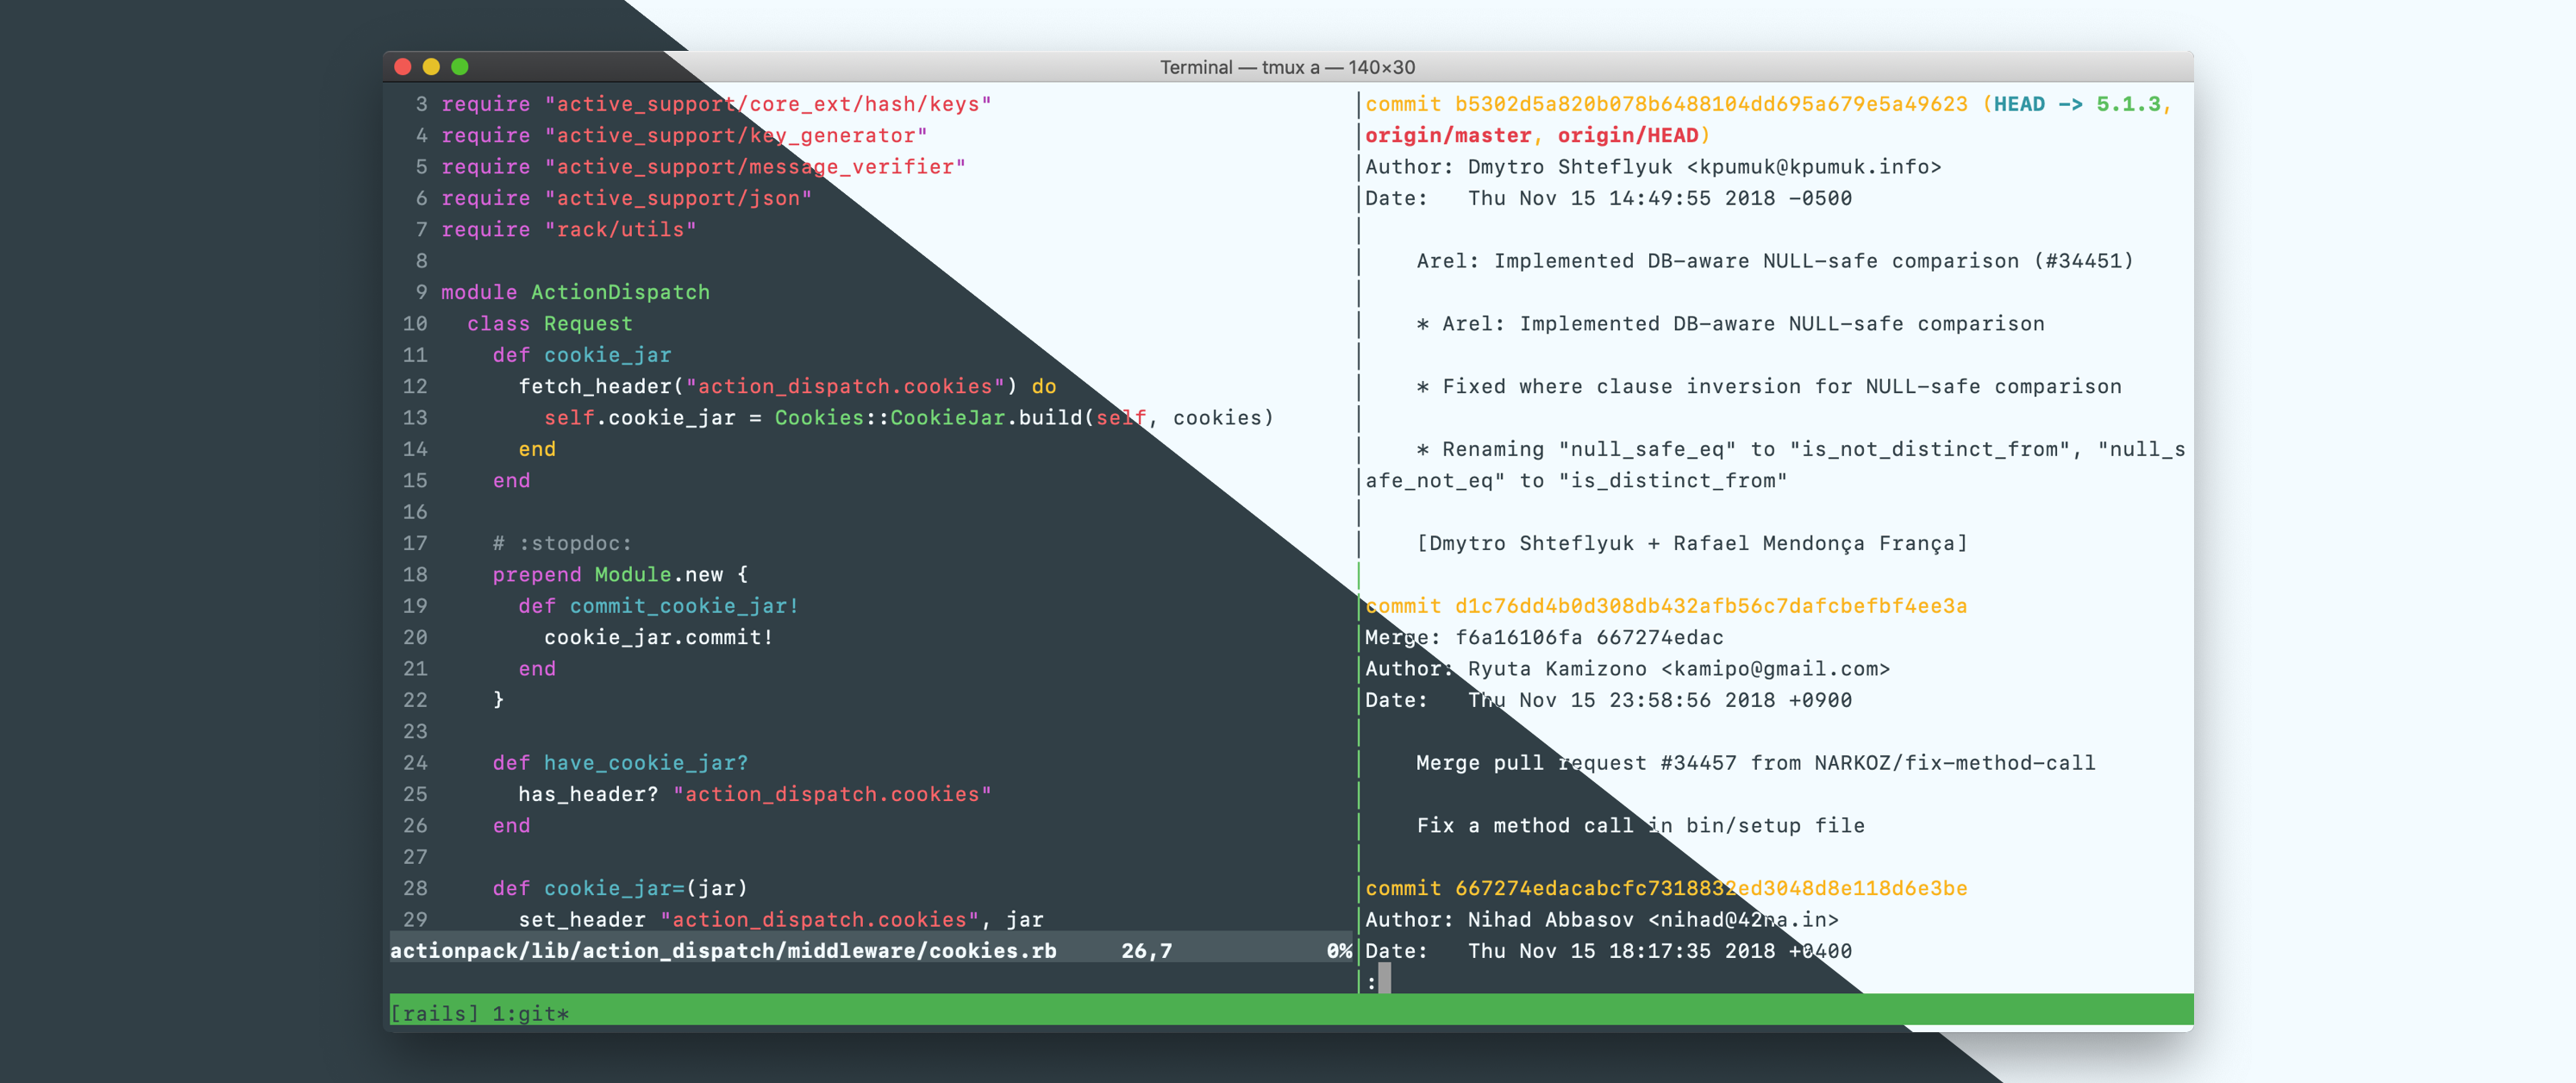 Terminal — tmux a — 140×30
3 require "active_support/core_ext/hash/keys"
4 require "active_support/key_generator"
5 require "active_support/message_verifier"
6 require "active_support/json"
7 require "rack/utils"
8
9 module ActionDispatch
10   class Request
11     def cookie_jar
12       fetch_header("action_dispatch.cookies") do
13         self.cookie_jar = Cookies::CookieJar.build(self, cookies)
14       end
15     end
16
17     # :stopdoc:
18     prepend Module.new {
19       def commit_cookie_jar!
20         cookie_jar.commit!
21       end
22     }
23
24     def have_cookie_jar?
25       has_header? "action_dispatch.cookies"
26     end
27
28     def cookie_jar=(jar)
29       set_header "action_dispatch.cookies", jar
actionpack/lib/action_dispatch/middleware/cookies.rb     26,7            0%
commit b5302d5a820b078b6488104dd695a679e5a49623 (HEAD -> 5.1.3,
origin/master, origin/HEAD)
Author: Dmytro Shteflyuk <kpumuk@kpumuk.info>
Date:   Thu Nov 15 14:49:55 2018 -0500
    Arel: Implemented DB-aware NULL-safe comparison (#34451)
    * Arel: Implemented DB-aware NULL-safe comparison
    * Fixed where clause inversion for NULL-safe comparison
    * Renaming "null_safe_eq" to "is_not_distinct_from", "null_s
afe_not_eq" to "is_distinct_from"
    [Dmytro Shteflyuk + Rafael Mendonça França]
commit d1c76dd4b0d308db432afb56c7dafcbefbf4ee3a
Merge: f6a16106fa 667274edac
Author: Ryuta Kamizono <kamipo@gmail.com>
Date:   Thu Nov 15 23:58:56 2018 +0900
    Merge pull request #34457 from NARKOZ/fix-method-call
    Fix a method call in bin/setup file
commit 667274edacabcfc7318832ed3048d8e118d6e3be
Author: Nihad Abbasov <nihad@42na.in>
Date:   Thu Nov 15 18:17:35 2018 +0400
:
[rails] 1:git*